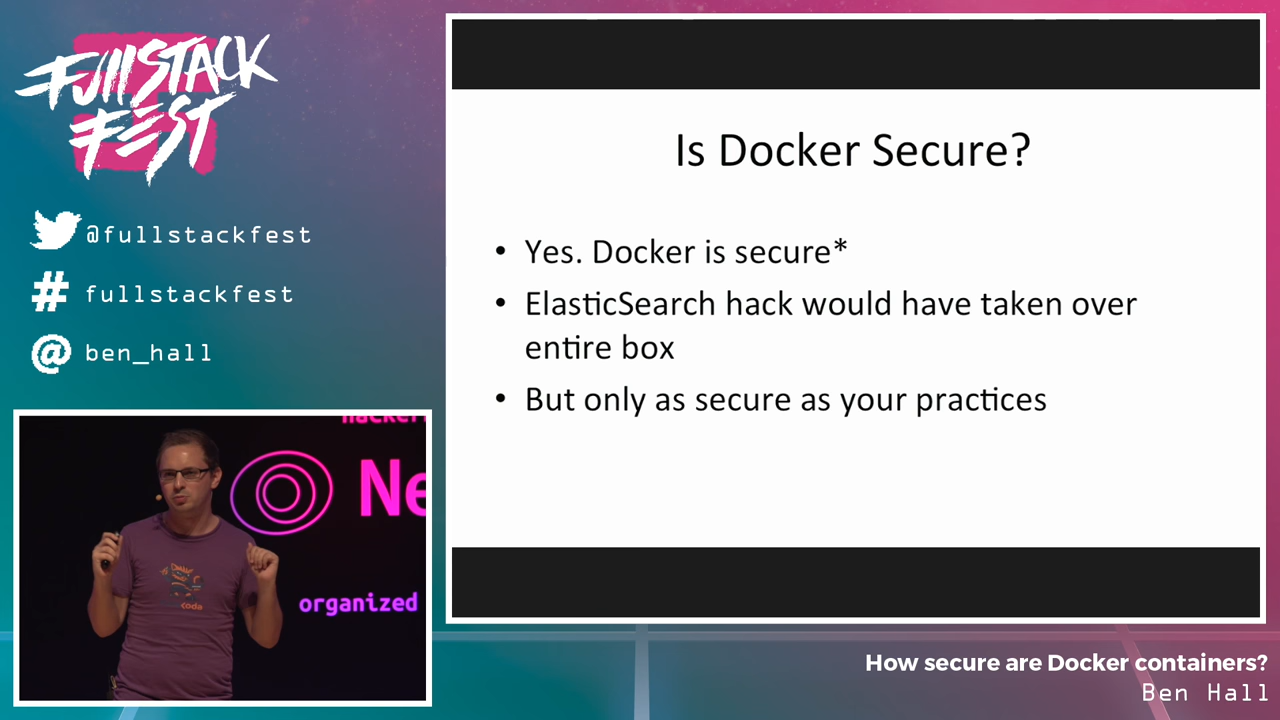 FullSTACK
FEST
@fullstackfest
# fullstackfest
@ ben_hall
Is Docker Secure?
• Yes. Docker is secure*
• ElasticSearch hack would have taken over
entire box
• But only as secure as your practices
Ne
organized
How secure are Docker containers?
Ben Hall